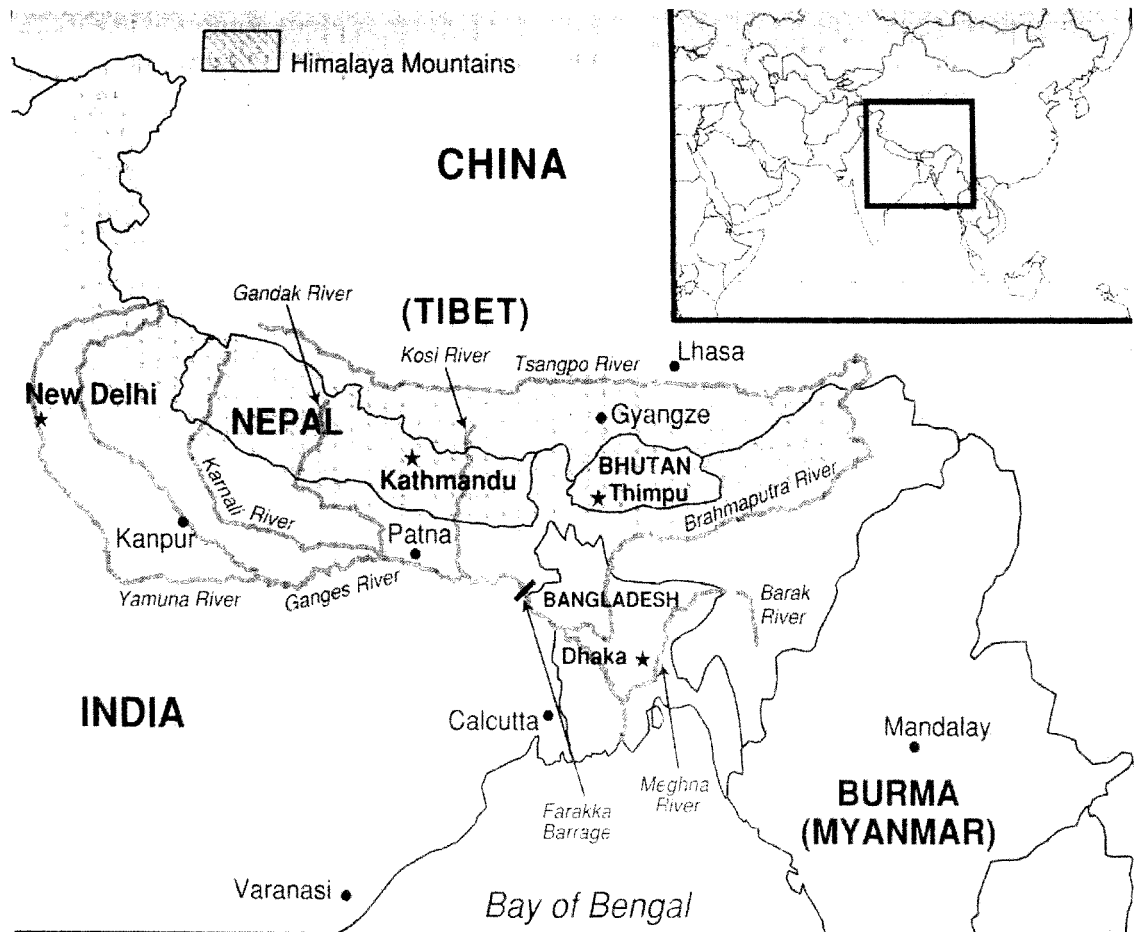 Himalaya Mountains
CHINA
Gandak River
(TIBET)
Kosi River
Tsangpo River
Lhasa
New Delhi
NEPAL
Gyangze
Kathmandu
BHUTAN
Thimpu
Karnali River
Brahmaputra River
Kanpur
Patna
Yamuna River
Ganges River
BANGLADESH
Barak
River
Dhaka
INDIA
Calcutta
Mandalay
Meghna
River
Farakka
Barrage
BURMA
(MYANMAR)
Varanasi
Bay of Bengal